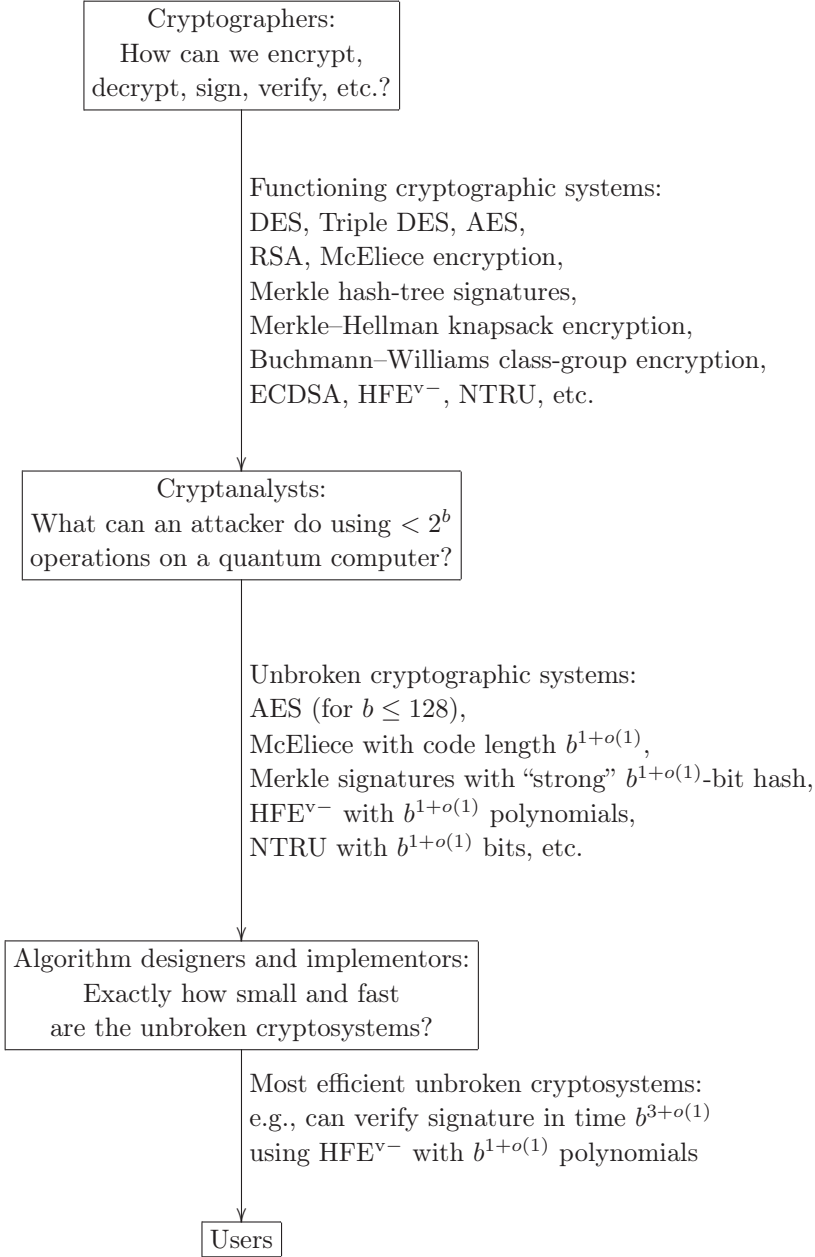 Cryptographers:
How can we encrypt,
decrypt, sign, verify, etc.?
Functioning cryptographic systems:
DES, Triple DES, AES,
RSA, McEliece encryption,
Merkle hash-tree signatures,
Merkle–Hellman knapsack encryption,
Buchmann–Williams class-group encryption,
ECDSA, HFE^{v−}, NTRU, etc.
Cryptanalysts:
What can an attacker do using < 2^b
operations on a quantum computer?
Unbroken cryptographic systems:
AES (for b ≤ 128),
McEliece with code length b^{1+o(1)},
Merkle signatures with “strong” b^{1+o(1)}-bit hash,
HFE^{v−} with b^{1+o(1)} polynomials,
NTRU with b^{1+o(1)} bits, etc.
Algorithm designers and implementors:
Exactly how small and fast
are the unbroken cryptosystems?
Most efficient unbroken cryptosystems:
e.g., can verify signature in time b^{3+o(1)}
using HFE^{v−} with b^{1+o(1)} polynomials
Users